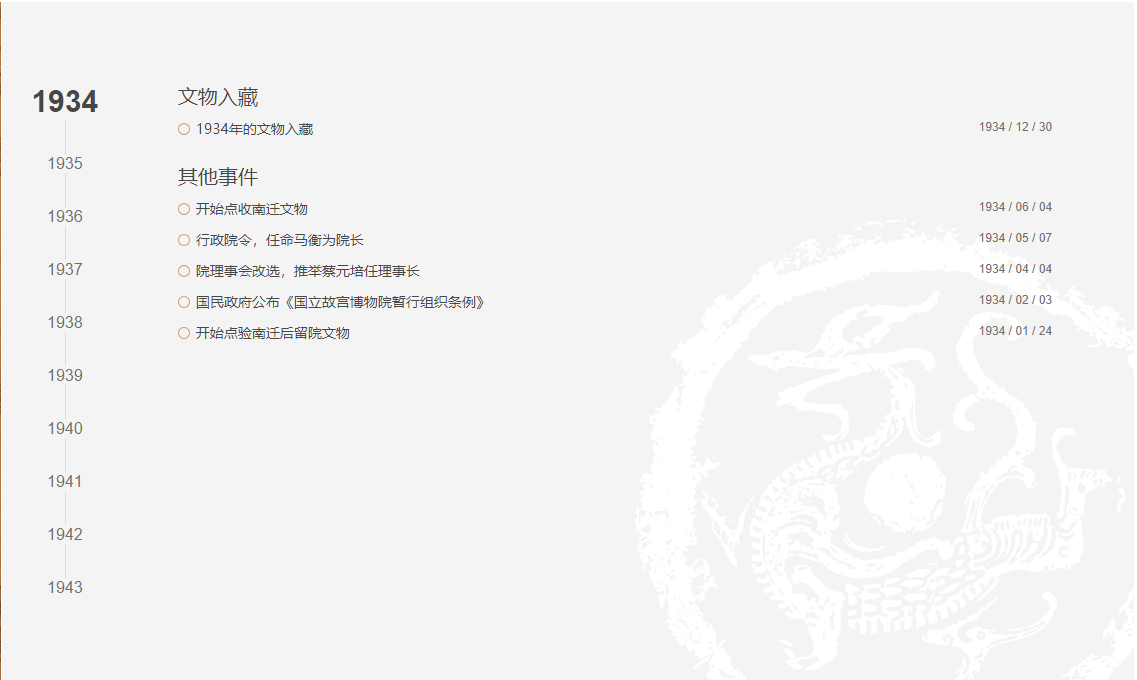 1934
1935
1936
1937
1938
1939
1940
1941
1942
1943
文物入藏
1934年的文物入藏 1934 / 12 / 30
其他事件
开始点收南迁文物 1934 / 06 / 04
行政院令，任命马衡为院长 1934 / 05 / 07
院理事会改选，推举蔡元培任理事长 1934 / 04 / 04
国民政府公布《国立故宫博物院暂行组织条例》 1934 / 02 / 03
开始点验南迁后留院文物 1934 / 01 / 24